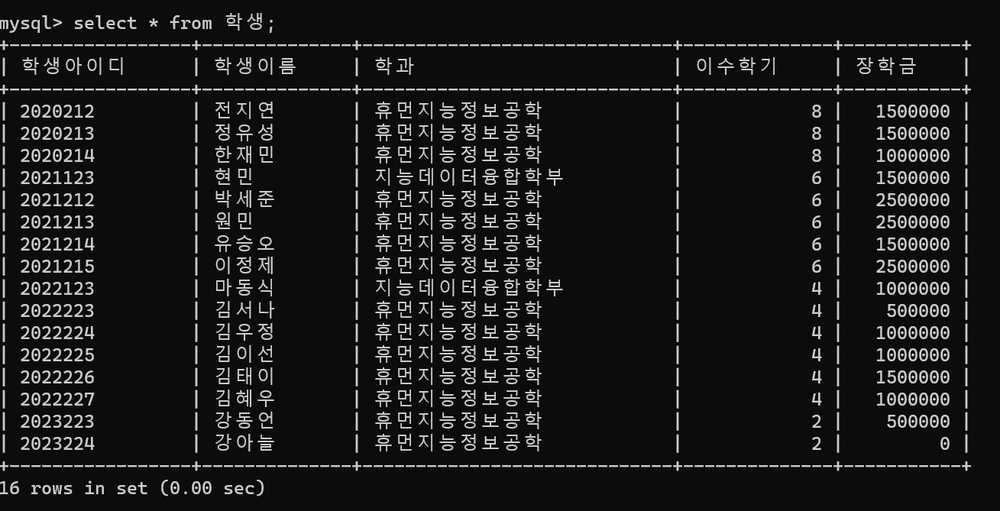 mysql> select * from 학생;
+-----------------+--------------+------------------------------+--------------+-----------+
| 학생아이디 | 학생이름 | 학과 | 이수학기 | 장학금 |
+-----------------+--------------+------------------------------+--------------+-----------+
| 2020212 | 전지연 | 휴먼지능정보공학 | 8 | 1500000 |
| 2020213 | 정유성 | 휴먼지능정보공학 | 8 | 1500000 |
| 2020214 | 한재민 | 휴먼지능정보공학 | 8 | 1000000 |
| 2021123 | 현민 | 지능데이터융합학부 | 6 | 1500000 |
| 2021212 | 박세준 | 휴먼지능정보공학 | 6 | 2500000 |
| 2021213 | 원민 | 휴먼지능정보공학 | 6 | 2500000 |
| 2021214 | 유승오 | 휴먼지능정보공학 | 6 | 1500000 |
| 2021215 | 이정제 | 휴먼지능정보공학 | 6 | 2500000 |
| 2022123 | 마동식 | 지능데이터융합학부 | 4 | 1000000 |
| 2022223 | 김서나 | 휴먼지능정보공학 | 4 | 500000 |
| 2022224 | 김우정 | 휴먼지능정보공학 | 4 | 1000000 |
| 2022225 | 김이선 | 휴먼지능정보공학 | 4 | 1000000 |
| 2022226 | 김태이 | 휴먼지능정보공학 | 4 | 1500000 |
| 2022227 | 김혜우 | 휴먼지능정보공학 | 4 | 1000000 |
| 2023223 | 강동언 | 휴먼지능정보공학 | 2 | 500000 |
| 2023224 | 강아늘 | 휴먼지능정보공학 | 2 | 0 |
+-----------------+--------------+------------------------------+--------------+-----------+
16 rows in set (0.00 sec)